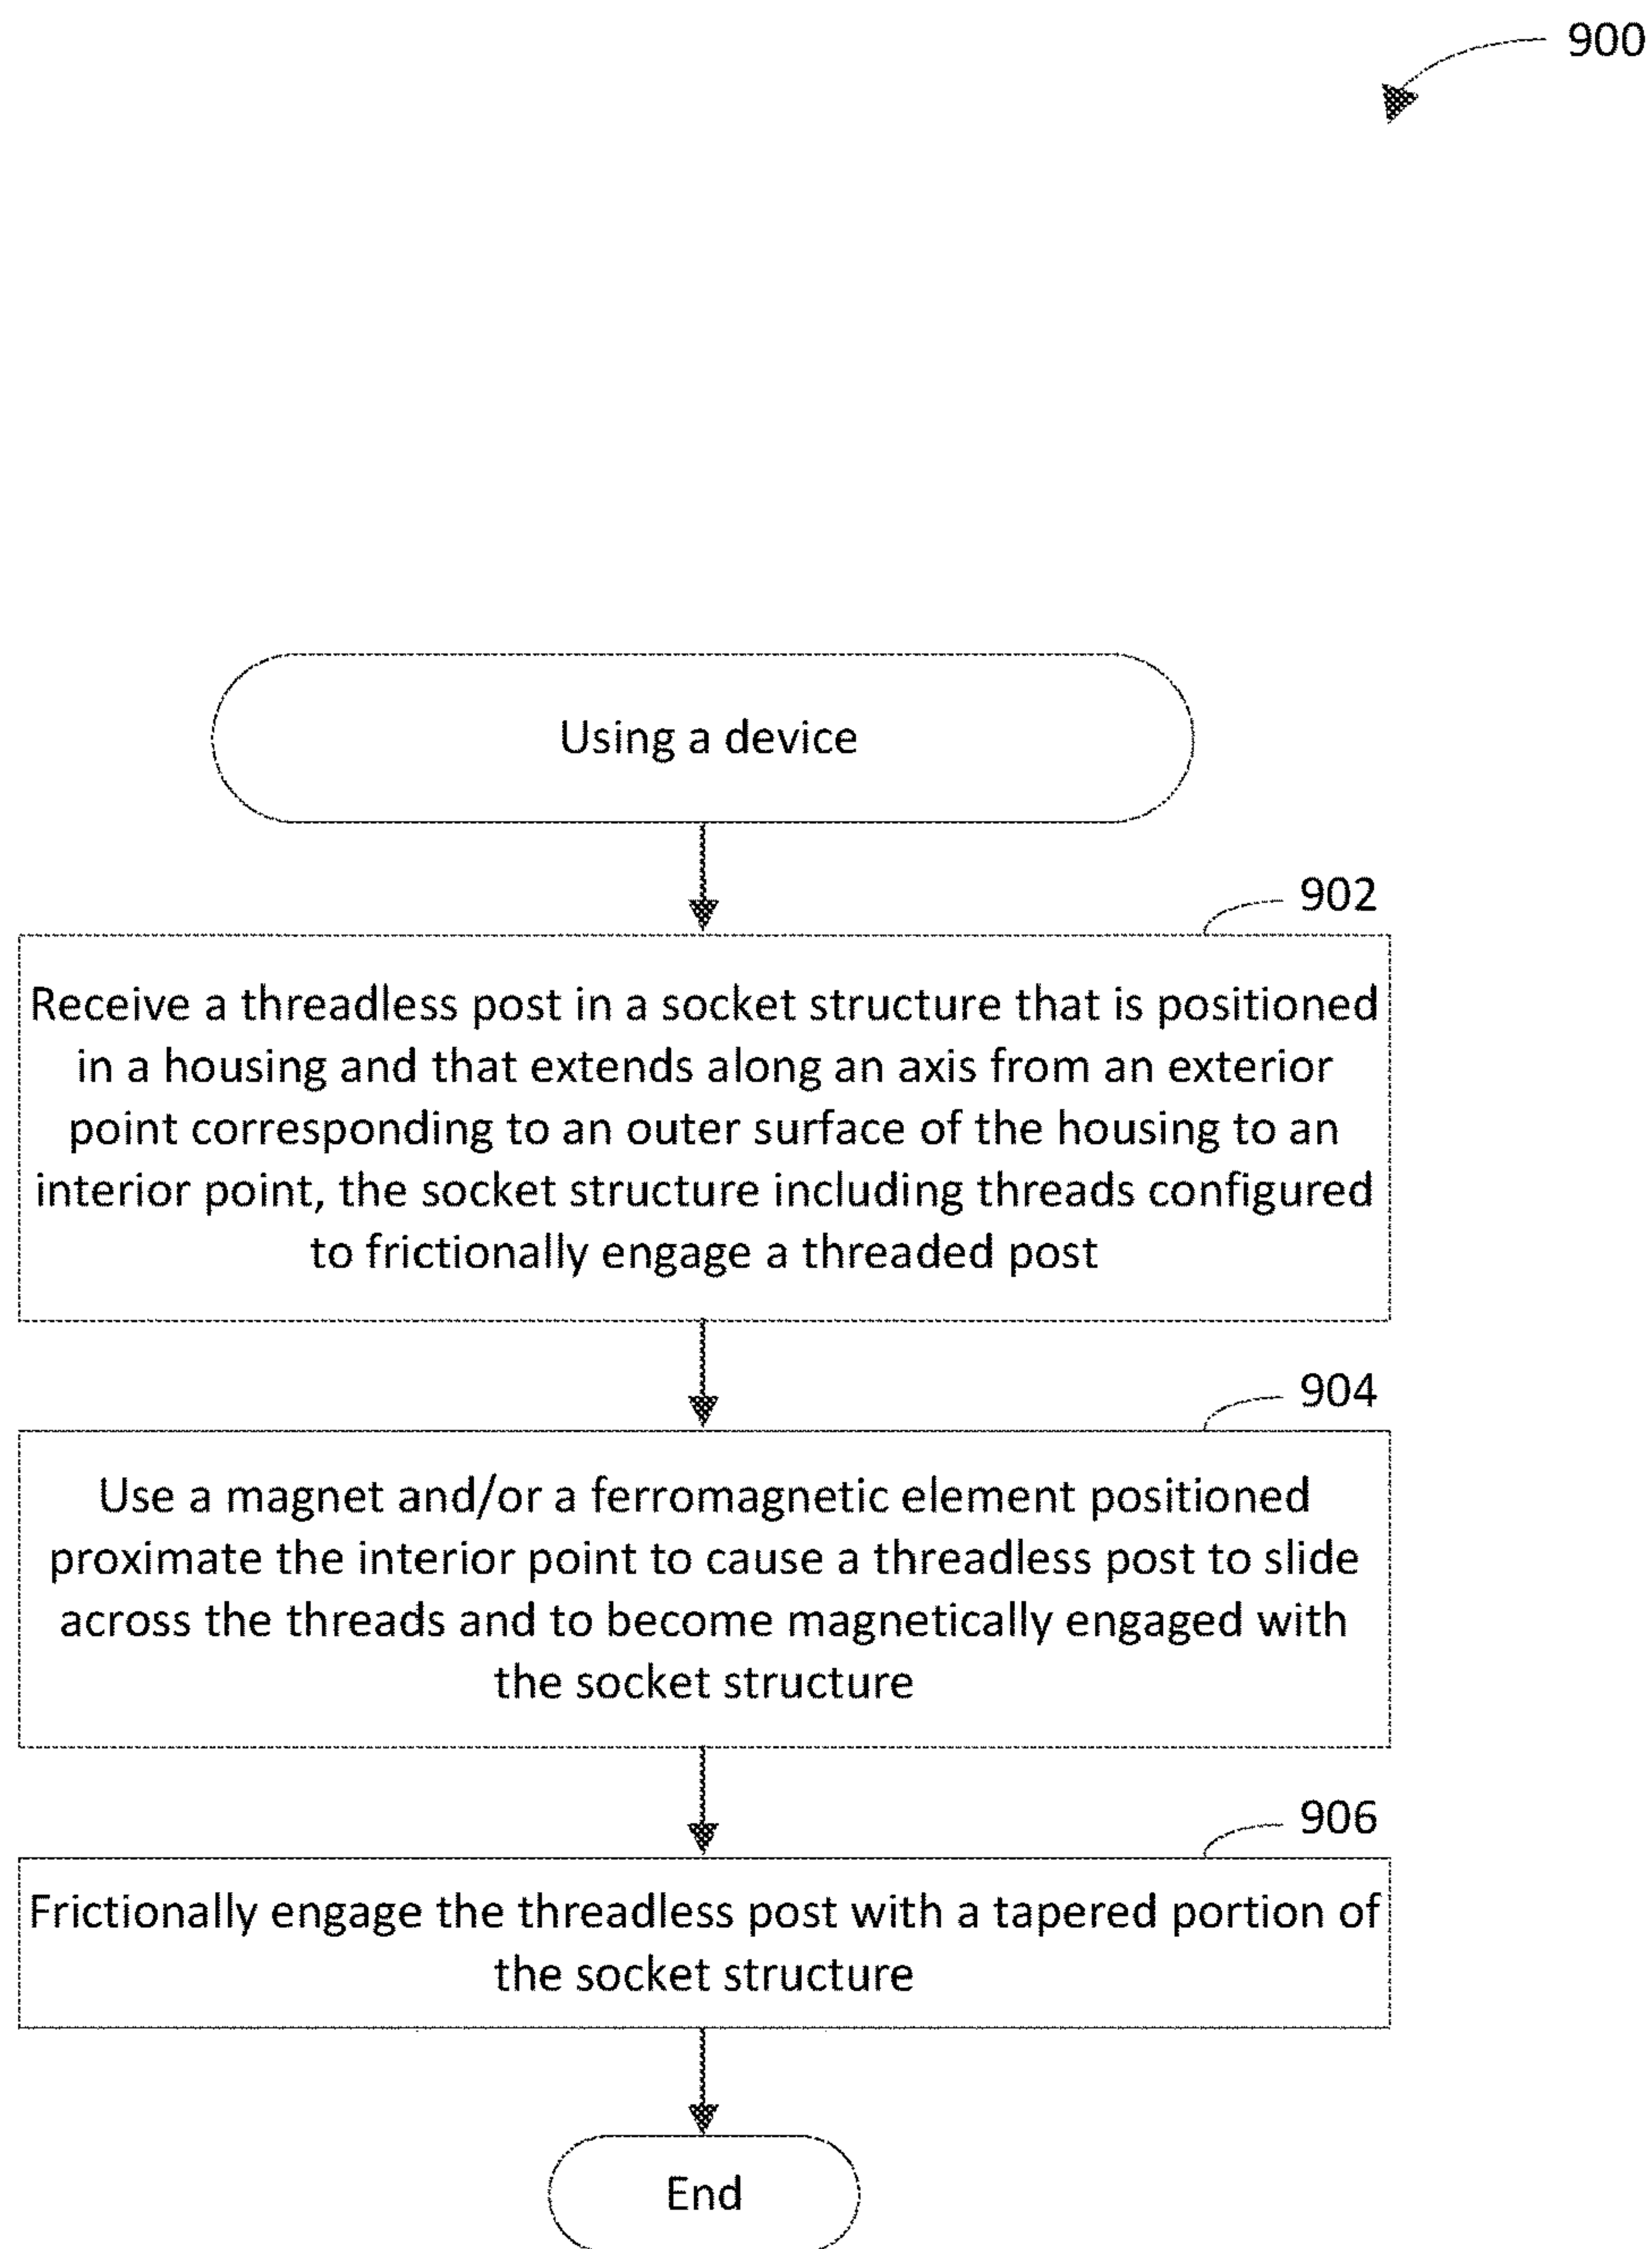 900
Using a device
902
Receive a threadless post in a socket structure that is positioned
in a housing and that extends along an axis from an exterior
point corresponding to an outer surface of the housing to an
interior point, the socket structure including threads configured
to frictionally engage a threaded post
904
Use a magnet and/or a ferromagnetic element positioned
proximate the interior point to cause a threadless post to slide
across the threads and to become magnetically engaged with
the socket structure
906
Frictionally engage the threadless post with a tapered portion of
the socket structure
End